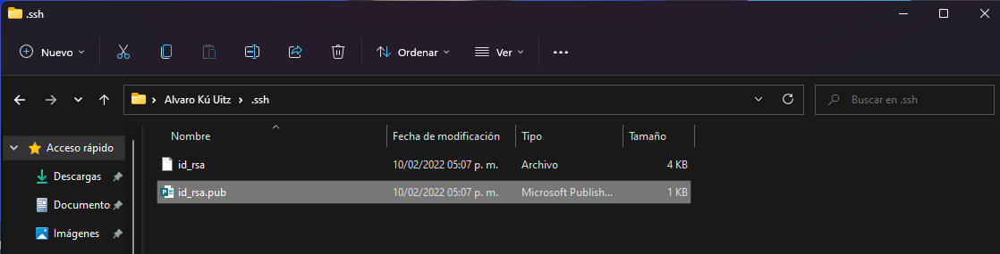 .ssh
Nuevo Ordenar Ver
Alvaro Kú Uitz .ssh Buscar en .ssh
Acceso rápido
Descargas
Documentos
Imágenes
Nombre Fecha de modificación Tipo Tamaño
id_rsa 10/02/2022 05:07 p. m. Archivo 4 KB
id_rsa.pub 10/02/2022 05:07 p. m. Microsoft Publish... 1 KB